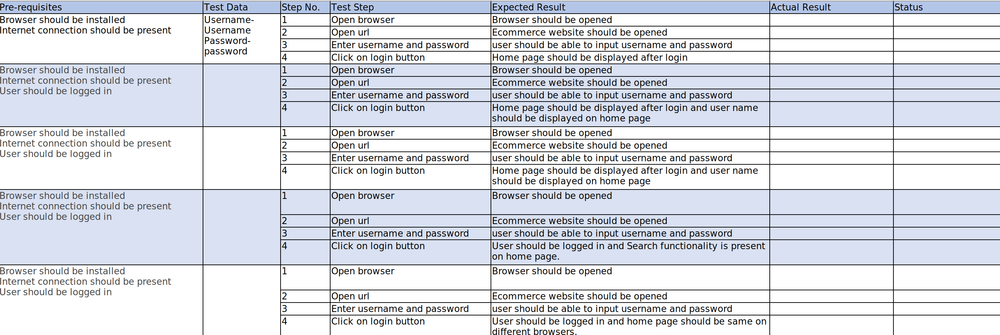 Pre-requisites Test Data Step No. Test Step Expected Result Actual Result Status
Browser should be installed
Internet connection should be present
Username-
Username
Password-
password
1 Open browser Browser should be opened
2 Open url Ecommerce website should be opened
3 Enter username and password user should be able to input username and password
4 Click on login button Home page should be displayed after login
Browser should be installed
Internet connection should be present
User should be logged in
1 Open browser Browser should be opened
2 Open url Ecommerce website should be opened
3 Enter username and password user should be able to input username and password
4 Click on login button Home page should be displayed after login and user name
should be displayed on home page
Browser should be installed
Internet connection should be present
User should be logged in
1 Open browser Browser should be opened
2 Open url Ecommerce website should be opened
3 Enter username and password user should be able to input username and password
4 Click on login button Home page should be displayed after login and user name
should be displayed on home page
Browser should be installed
Internet connection should be present
User should be logged in
1 Open browser Browser should be opened
2 Open url Ecommerce website should be opened
3 Enter username and password user should be able to input username and password
4 Click on login button User should be logged in and Search functionality is present
on home page.
Browser should be installed
Internet connection should be present
User should be logged in
1 Open browser Browser should be opened
2 Open url Ecommerce website should be opened
3 Enter username and password user should be able to input username and password
4 Click on login button User should be logged in and home page should be same on
different browsers.